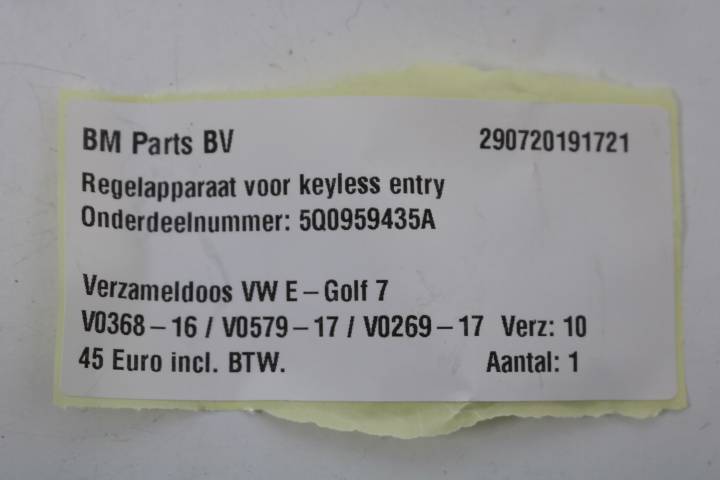 BM Parts BV 290720191721
Regelapparaat voor keyless entry
Onderdeelnummer: 5Q0959435A
Verzameldoos VW E – Golf 7
V0368 – 16 / V0579 – 17 / V0269 – 17 Verz: 10
45 Euro incl. BTW. Aantal: 1